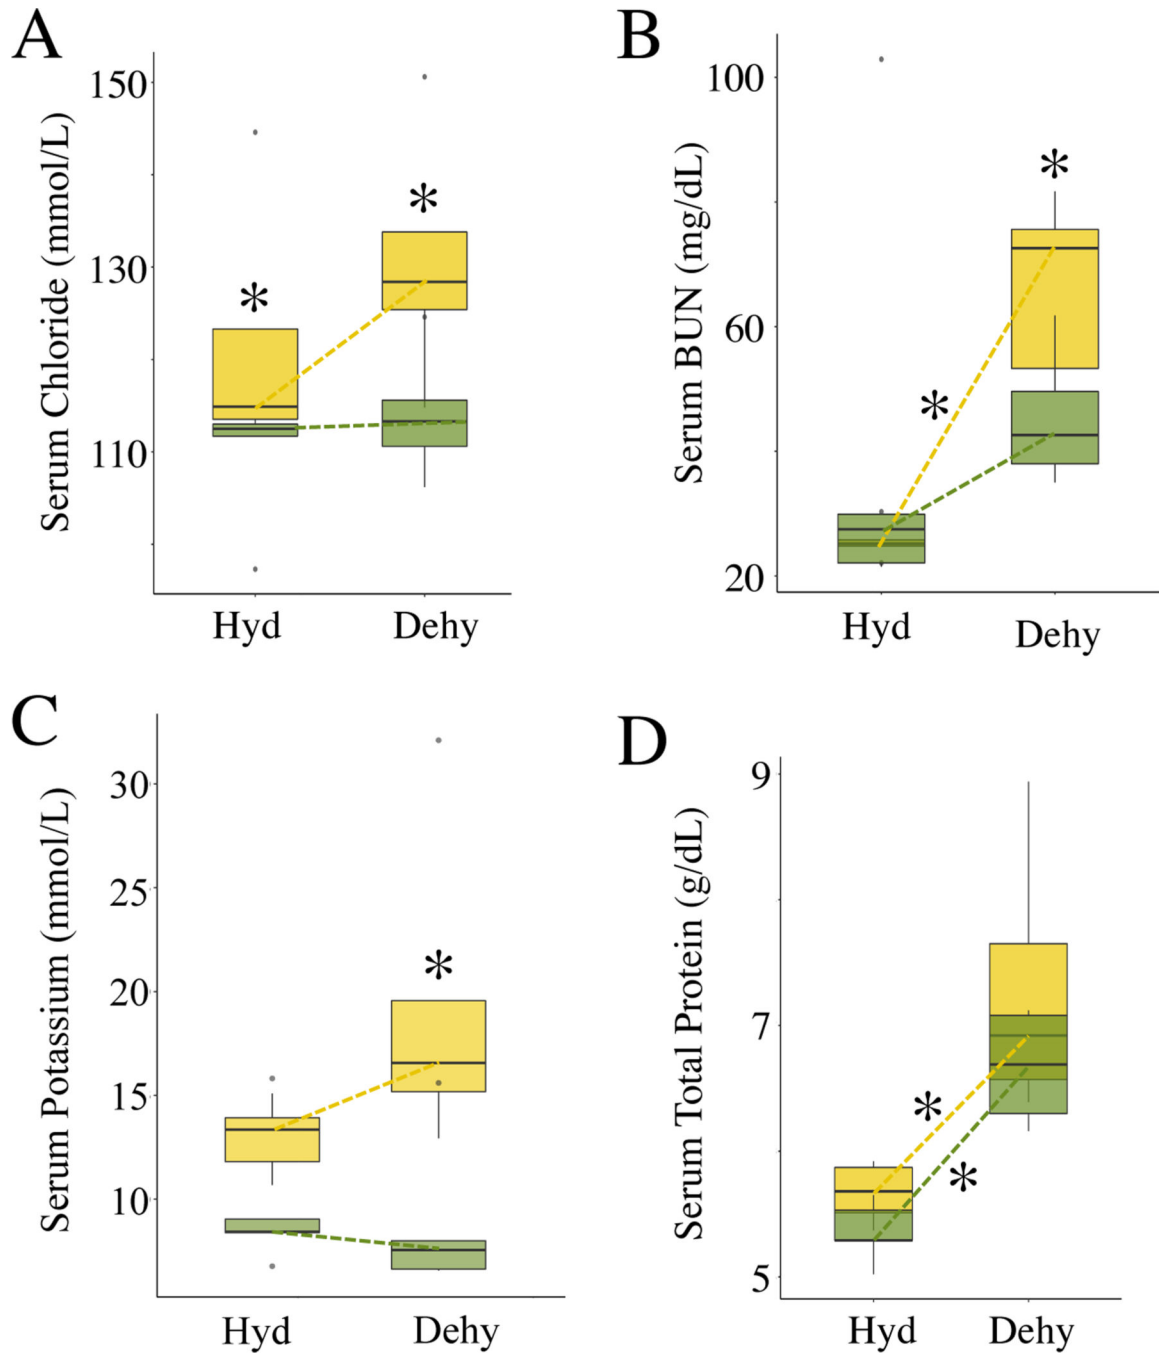 A
Serum Chloride (mmol/L)
150
130
110
*
*
Hyd
Dehy
B
Serum BUN (mg/dL)
100
60
20
*
*
Hyd
Dehy
C
Serum Potassium (mmol/L)
30
25
20
15
10
*
Hyd
Dehy
D
Serum Total Protein (g/dL)
9
7
5
*
*
Hyd
Dehy